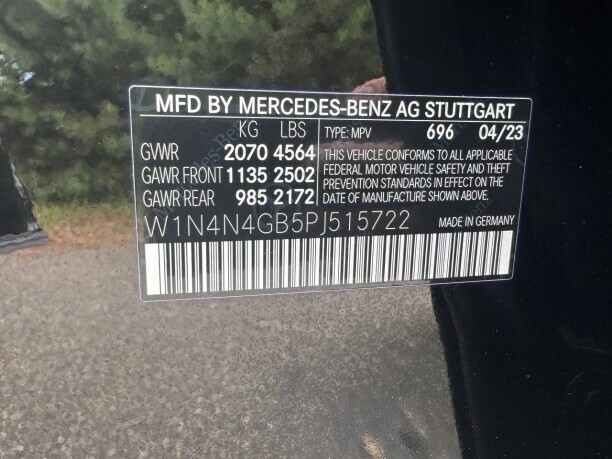 MFD BY MERCEDES-BENZ AG STUTTGART
KG LBS
GVWR 2070 4564
GAWR FRONT 1135 2502
GAWR REAR 985 2172
TYPE: MPV 696 04/23
THIS VEHICLE CONFORMS TO ALL APPLICABLE
FEDERAL MOTOR VEHICLE SAFETY AND THEFT
PREVENTION STANDARDS IN EFFECT ON THE
DATE OF MANUFACTURE SHOWN ABOVE.
W1N4N4GB5PJ515722 MADE IN GERMANY